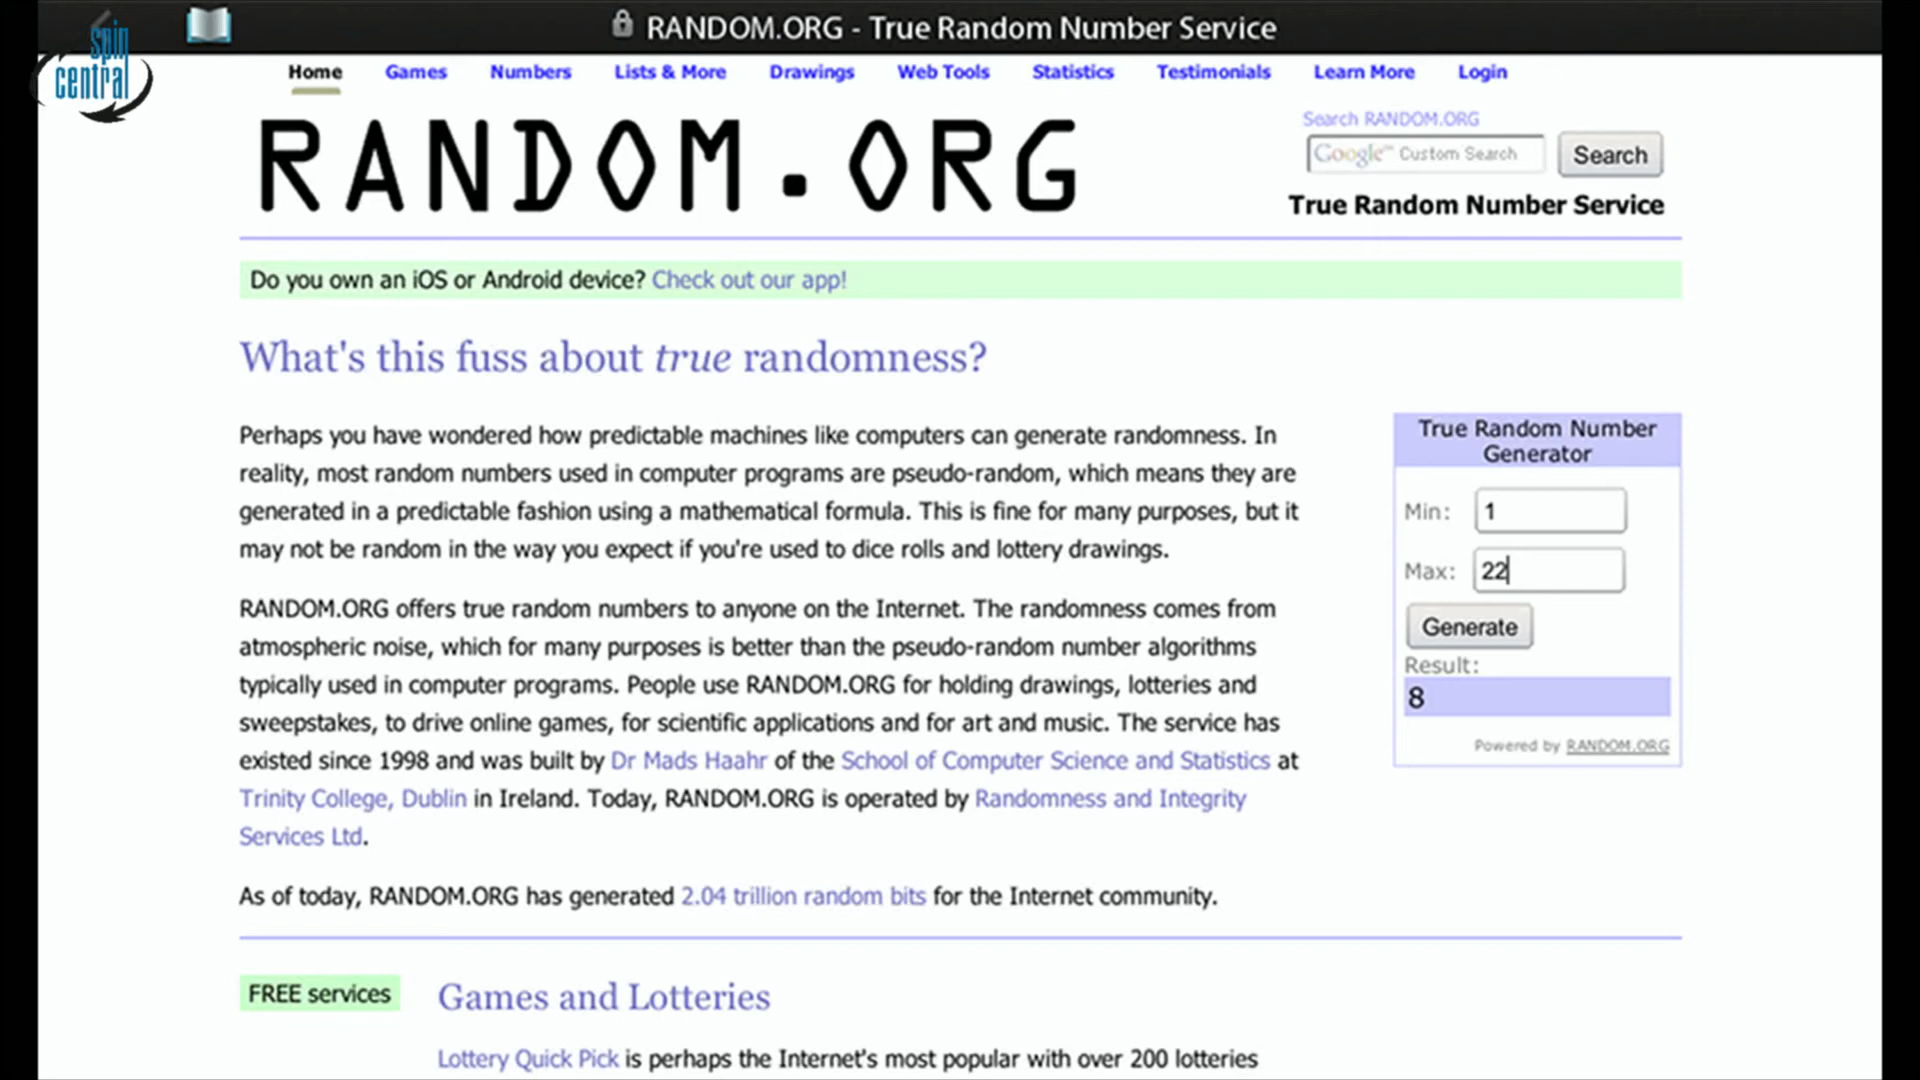 spin
central
RANDOM.ORG - True Random Number Service
Home Games Numbers Lists & More Drawings Web Tools Statistics Testimonials Learn More Login
RANDOM.ORG
Search RANDOM.ORG
Google™ Custom Search Search
True Random Number Service
Do you own an iOS or Android device? Check out our app!
What's this fuss about true randomness?
Perhaps you have wondered how predictable machines like computers can generate randomness. In
reality, most random numbers used in computer programs are pseudo-random, which means they are
generated in a predictable fashion using a mathematical formula. This is fine for many purposes, but it
may not be random in the way you expect if you're used to dice rolls and lottery drawings.
RANDOM.ORG offers true random numbers to anyone on the Internet. The randomness comes from
atmospheric noise, which for many purposes is better than the pseudo-random number algorithms
typically used in computer programs. People use RANDOM.ORG for holding drawings, lotteries and
sweepstakes, to drive online games, for scientific applications and for art and music. The service has
existed since 1998 and was built by Dr Mads Haahr of the School of Computer Science and Statistics at
Trinity College, Dublin in Ireland. Today, RANDOM.ORG is operated by Randomness and Integrity
Services Ltd.
As of today, RANDOM.ORG has generated 2.04 trillion random bits for the Internet community.
True Random Number
Generator
Min: 1
Max: 22
Generate
Result:
8
Powered by RANDOM.ORG
FREE services
Games and Lotteries
Lottery Quick Pick is perhaps the Internet's most popular with over 200 lotteries